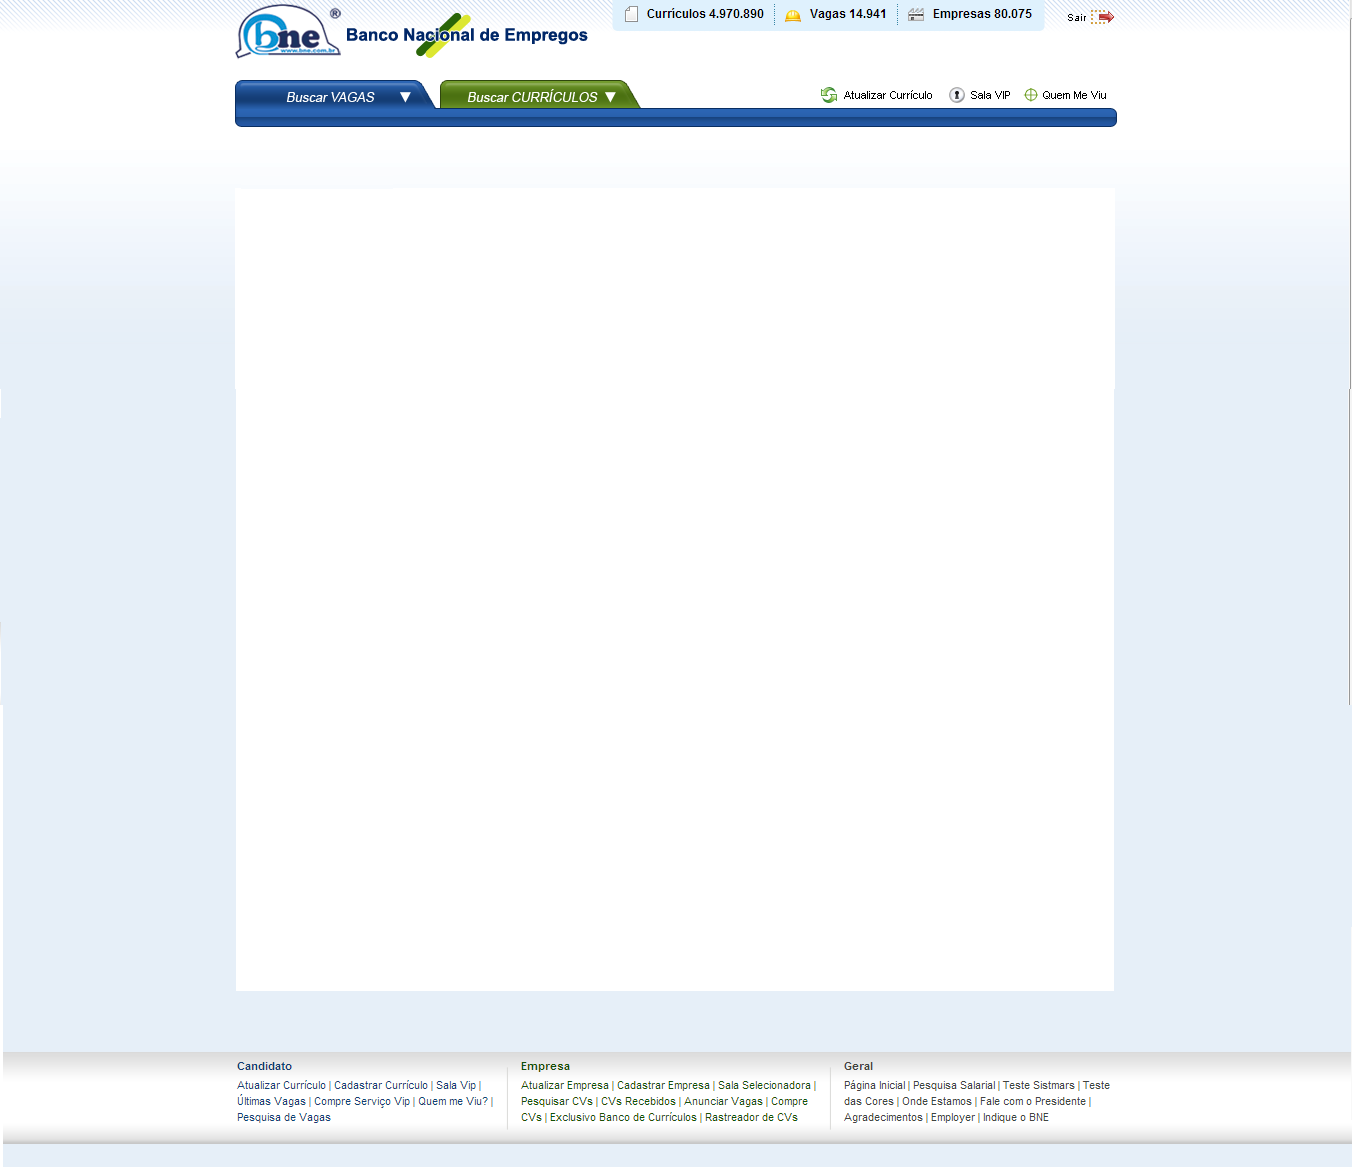 bne ®
www.bne.com.br
Banco Nacional de Empregos
Currículos 4.970.890 Vagas 14.941 Empresas 80.075 Sair
Buscar VAGAS ▼ Buscar CURRÍCULOS ▼ Atualizar Currículo Sala VIP Quem Me Viu
Candidato
Atualizar Currículo | Cadastrar Currículo | Sala Vip |
Últimas Vagas | Compre Serviço Vip | Quem me Viu? |
Pesquisa de Vagas
Empresa
Atualizar Empresa | Cadastrar Empresa | Sala Selecionadora |
Pesquisar CVs | CVs Recebidos | Anunciar Vagas | Compre
CVs | Exclusivo Banco de Currículos | Rastreador de CVs
Geral
Página Inicial | Pesquisa Salarial | Teste Sistmars | Teste
das Cores | Onde Estamos | Fale com o Presidente |
Agradecimentos | Employer | Indique o BNE